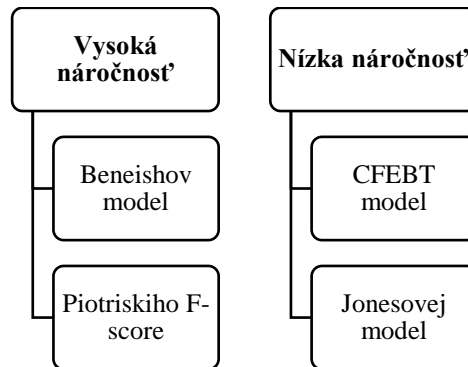 Vysoká
náročnosť
Beneishov
model
Piotriskiho F-
score
Nízka náročnosť
CFEBT
model
Jonesovej
model